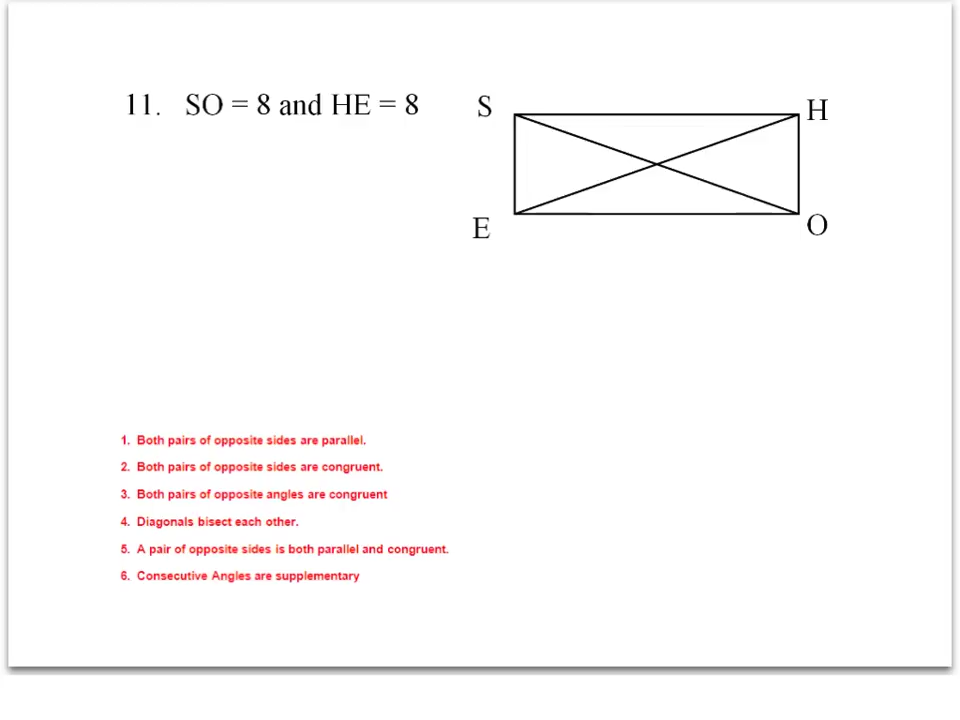 11. SO = 8 and HE = 8
S
H
E
O
1. Both pairs of opposite sides are parallel.
2. Both pairs of opposite sides are congruent.
3. Both pairs of opposite angles are congruent
4. Diagonals bisect each other.
5. A pair of opposite sides is both parallel and congruent.
6. Consecutive Angles are supplementary